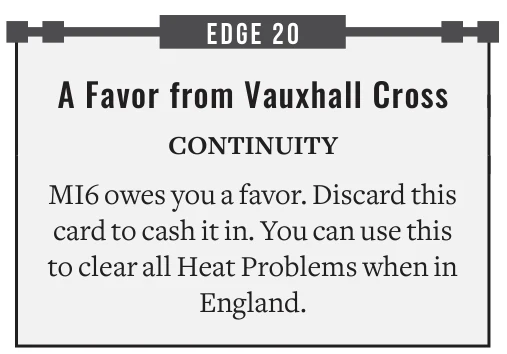 EDGE 20
A Favor from Vauxhall Cross
CONTINUITY
MI6 owes you a favor. Discard this
card to cash it in. You can use this
to clear all Heat Problems when in
England.